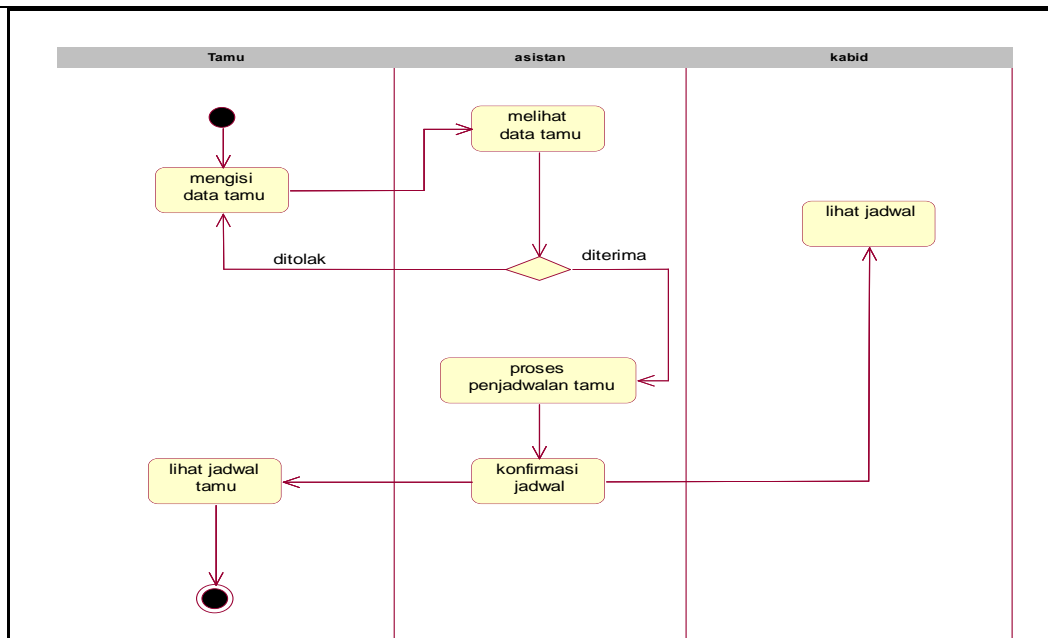 Tamu
asistan
kabid
melihat
data tamu
mengisi
data tamu
lihat jadwal
ditolak
diterima
proses
penjadwalan tamu
lihat jadwal
tamu
konfirmasi
jadwal